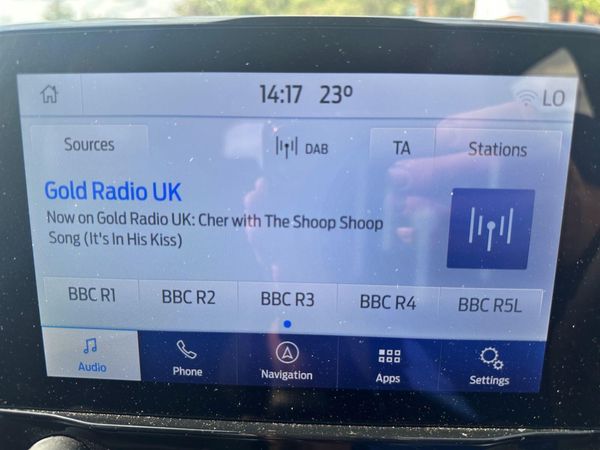 14:17 23º LO
Sources DAB TA Stations
Gold Radio UK
Now on Gold Radio UK: Cher with The Shoop Shoop
Song (It's In His Kiss)
BBC R1 BBC R2 BBC R3 BBC R4 BBC R5L
Audio Phone Navigation Apps Settings